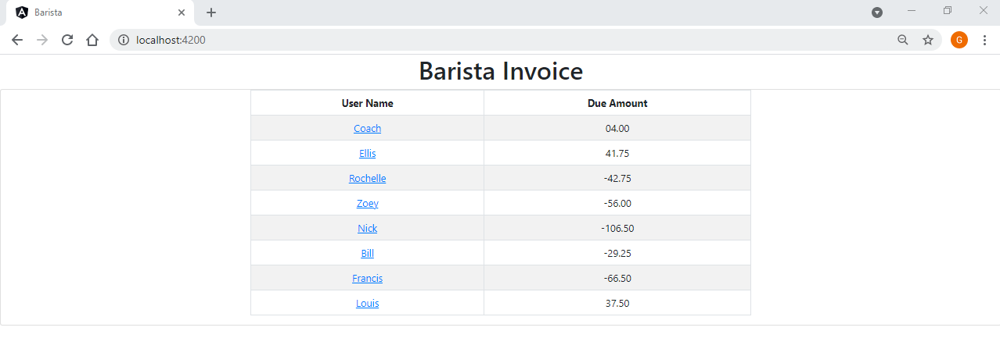 Barista
localhost:4200
G
Barista Invoice
User Name Due Amount
Coach 04.00
Ellis 41.75
Rochelle -42.75
Zoey -56.00
Nick -106.50
Bill -29.25
Francis -66.50
Louis 37.50